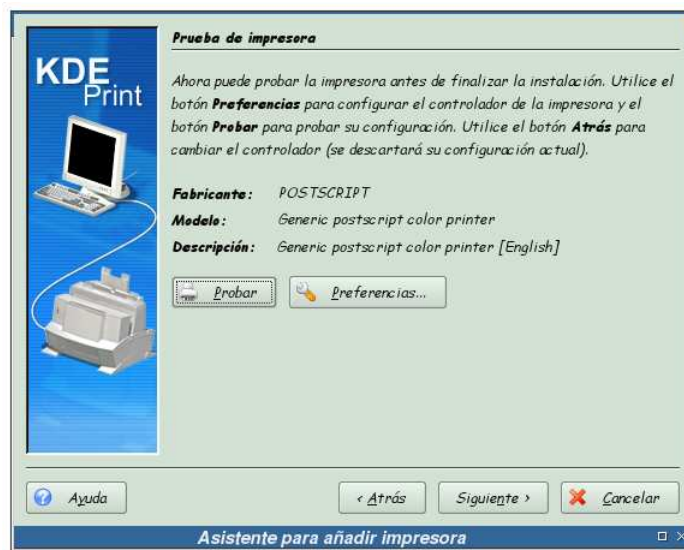 KDE
Print
Prueba de impresora
Ahora puede probar la impresora antes de finalizar la instalación. Utilice el
botón Preferencias para configurar el controlador de la impresora y el
botón Probar para probar su configuración. Utilice el botón Atrás para
cambiar el controlador (se descartará su configuración actual).
Fabricante: POSTSCRIPT
Modelo: Generic postscript color printer
Descripción: Generic postscript color printer [English]
Probar Preferencias...
Ayuda < Atrás Siguiente > Cancelar
Asistente para añadir impresora